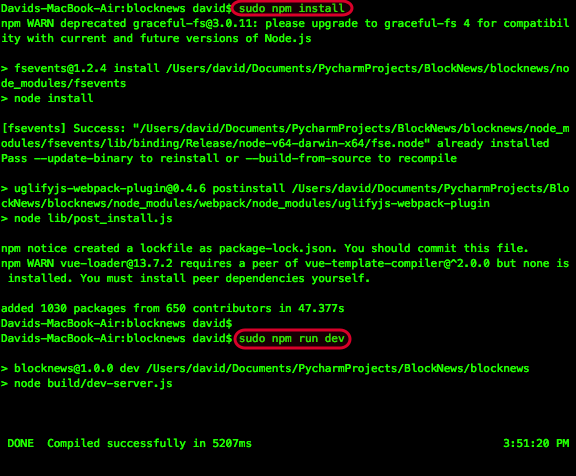 Davids-MacBook-Air:blocknews david$ sudo npm install
npm WARN deprecated graceful-fs@3.0.11: please upgrade to graceful-fs 4 for compatibil
ity with current and future versions of Node.js
> fsevents@1.2.4 install /Users/david/Documents/PycharmProjects/BlockNews/blocknews/no
de_modules/fsevents
> node install
[fsevents] Success: "/Users/david/Documents/PycharmProjects/BlockNews/blocknews/node_m
odules/fsevents/lib/binding/Release/node-v64-darwin-x64/fse.node" already installed
Pass --update-binary to reinstall or --build-from-source to recompile
> uglifyjs-webpack-plugin@0.4.6 postinstall /Users/david/Documents/PycharmProjects/Blo
ckNews/blocknews/node_modules/webpack/node_modules/uglifyjs-webpack-plugin
> node lib/post_install.js
npm notice created a lockfile as package-lock.json. You should commit this file.
npm WARN vue-loader@13.7.2 requires a peer of vue-template-compiler@^2.0.0 but none is
 installed. You must install peer dependencies yourself.
added 1030 packages from 650 contributors in 47.377s
Davids-MacBook-Air:blocknews david$
Davids-MacBook-Air:blocknews david$ sudo npm run dev
> blocknews@1.0.0 dev /Users/david/Documents/PycharmProjects/BlockNews/blocknews
> node build/dev-server.js
DONE  Compiled successfully in 5207ms 3:51:20 PM